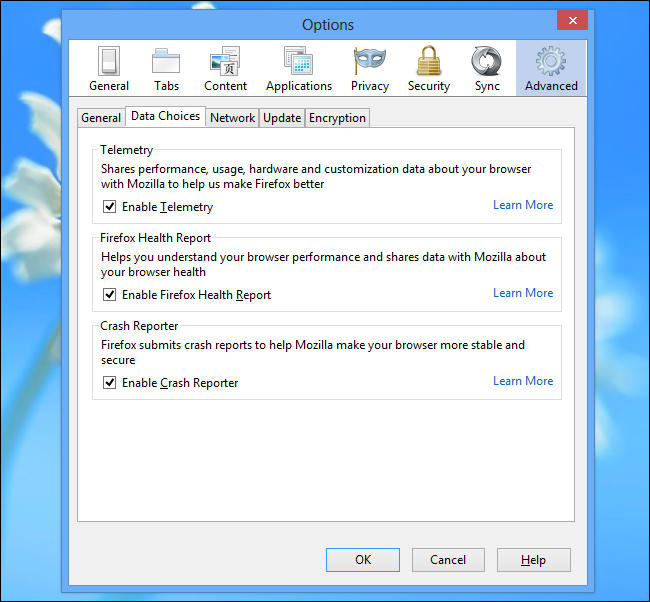 Options
General Tabs Content 页 Applications Privacy Security Sync Advanced
General Data Choices Network Update Encryption
Telemetry
Shares performance, usage, hardware and customization data about your browser
with Mozilla to help us make Firefox better
Enable Telemetry Learn More
Firefox Health Report
Helps you understand your browser performance and shares data with Mozilla about
your browser health
Enable Firefox Health Report Learn More
Crash Reporter
Firefox submits crash reports to help Mozilla make your browser more stable and
secure
Enable Crash Reporter Learn More
OK Cancel Help